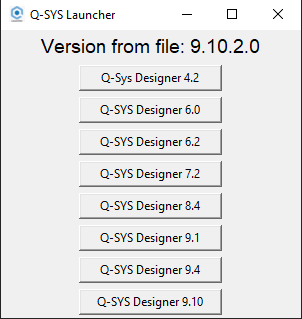 Q-SYS Launcher
Version from file: 9.10.2.0
Q-Sys Designer 4.2
Q-SYS Designer 6.0
Q-SYS Designer 6.2
Q-SYS Designer 7.2
Q-SYS Designer 8.4
Q-SYS Designer 9.1
Q-SYS Designer 9.4
Q-SYS Designer 9.10